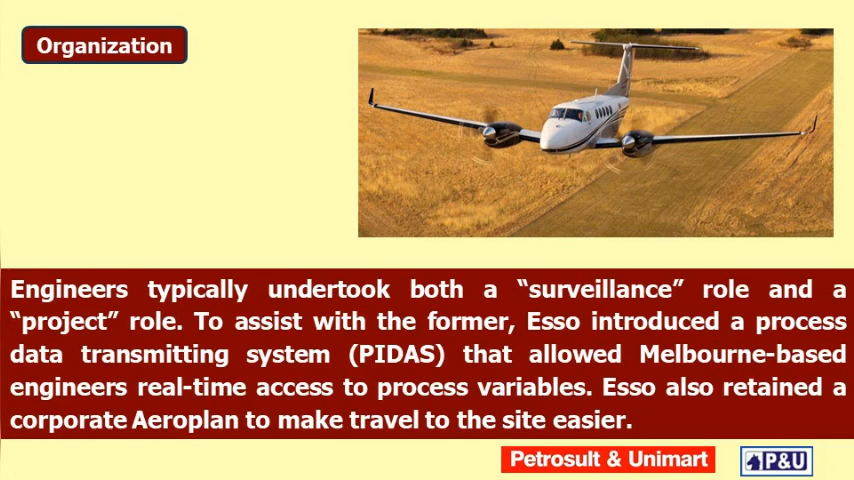 Organization
Engineers typically undertook both a “surveillance” role and a
“project” role. To assist with the former, Esso introduced a process
data transmitting system (PIDAS) that allowed Melbourne-based
engineers real-time access to process variables. Esso also retained a
corporate Aeroplan to make travel to the site easier.
Petrosult & Unimart
P&U